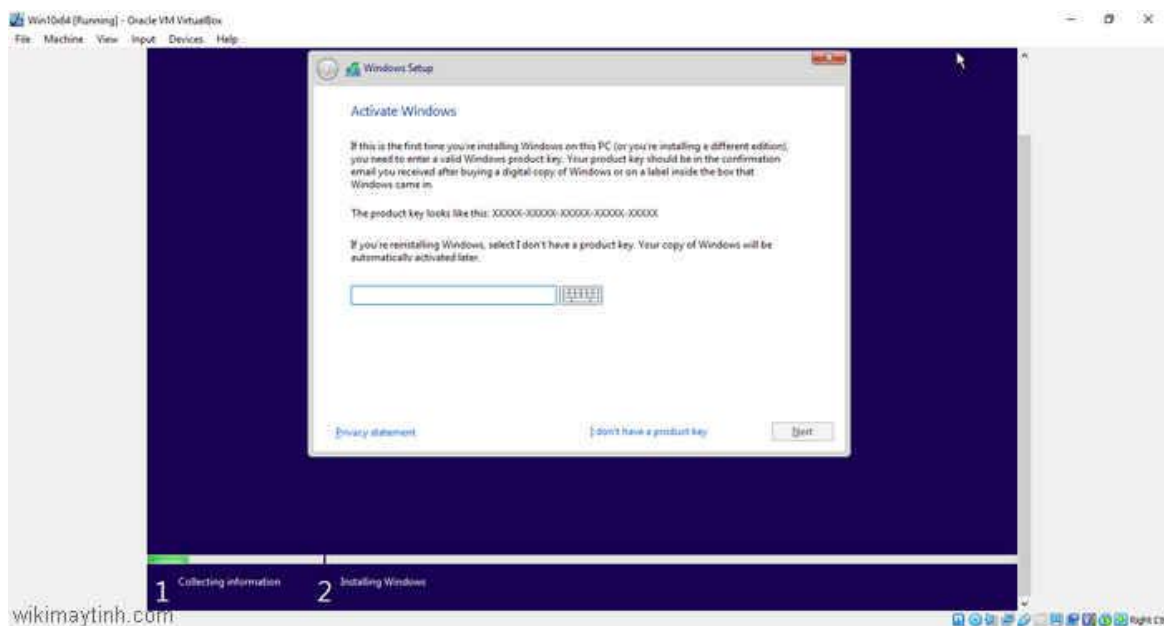 Win10x64 [Running] - Oracle VM VirtualBox
File Machine View Input Devices Help
Windows Setup
Activate Windows
If this is the first time you're installing Windows on this PC (or you're installing a different edition),
you need to enter a valid Windows product key. Your product key should be in the confirmation
email you received after buying a digital copy of Windows or on a label inside the box that
Windows came in.
The product key looks like this: XXXXX-XXXXX-XXXXX-XXXXX-XXXXX
If you're reinstalling Windows, select I don't have a product key. Your copy of Windows will be
automatically activated later.
Privacy statement
I don't have a product key
Next
1 Collecting information
2 Installing Windows
wikimaytinh.com
Right Ct